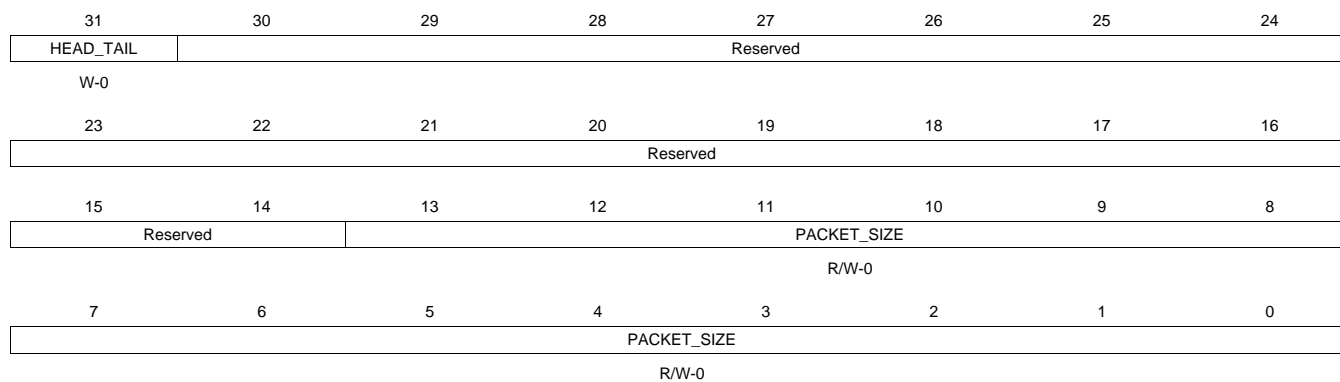 31 30 29 28 27 26 25 24
HEAD_TAIL Reserved
W-0
23 22 21 20 19 18 17 16
Reserved
15 14 13 12 11 10 9 8
Reserved PACKET_SIZE
R/W-0
7 6 5 4 3 2 1 0
PACKET_SIZE
R/W-0